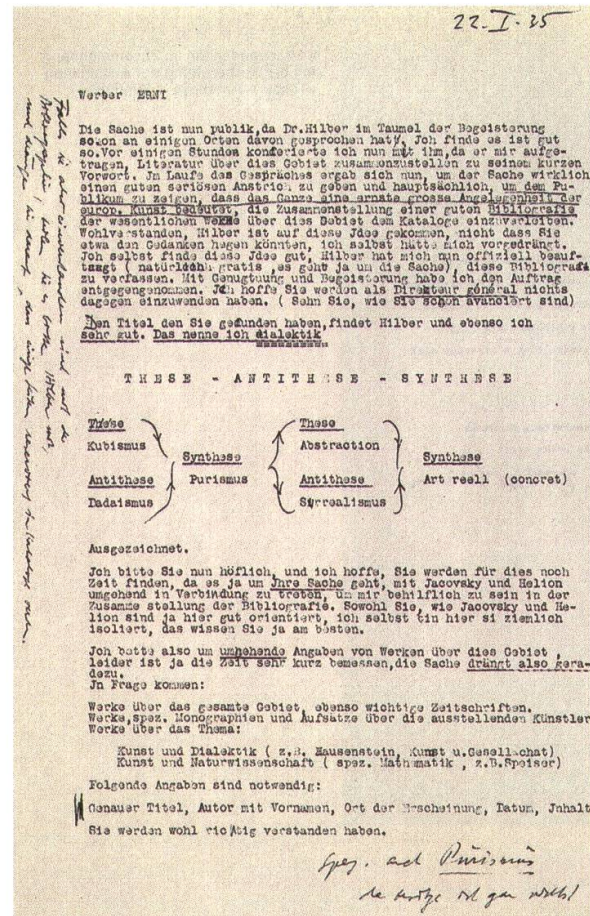 22.I.35
Werber ERNI
Die Sache ist nun publik,da Dr.Hilber im Taumel der Begeisterung
schon an einigen Orten davon gesprochen hat. Jch finde es ist gut
so.Vor einigen Stunden konferierte ich nun mit ihm,da er mir aufge-
tragen, Literatur über dies Gebiet zusammenzustellen zu seinem kurzen
Vorwort. Jm Laufe des Gespräches ergab sich nun, um der Sache wirklich
einen guten seriösen Anstrich zu geben und hauptsächlich, um dem Pu-
blikum zu zeigen, dass das Ganze eine ernste grosse Angelegenheit der
europ. Kunst bedeutet, die Zusammenstellung einer guten Bibliografie
der wesentlichen Werke über dies Gebiet dem Kataloge einzuverleiben.
Wohlverstanden, Hilber ist auf diese Jdee gekommen, nicht dass Sie
etwa den Gedanken hegen könnten, ich selbst hätte mich vorgedrängt.
Jch selbst finde diese Jdee gut, Hilber hat mich nun offiziell beauf-
tragt ( natürlich gratis ,es geht ja um die Sache), diese Bibliografi
zu verfassen. Mit Genugtuung und Begeisterung habe ich den Auftrag
entgegengenommen. Jch hoffe Sie werden als Direkteur général nichts
dagegen einzuwenden haben. ( Sehn Sie, wie Sie schon avanciert sind)
Den Titel den Sie gefunden haben,findet Hilber und ebenso ich
sehr gut. Das nenne ich dialektik
THESE - ANTITHESE - SYNTHESE
These These
Kubismus Abstraction
Synthese Synthese
Purismus Art reell (concret)
Antithese Antithese
Dadaismus Surrealismus
Ausgezeichnet.
Jch bitte Sie nun höflich, und ich hoffe, Sie werden für dies noch
Zeit finden, da es ja um Jhre Sache geht, mit Jacovsky und Helion
umgehend in Verbindung zu treten, um mir behilflich zu sein in der
Zusamme stellung der Bibliografie. Sowohl Sie, wie Jacovsky und He-
lion sind ja hier gut orientiert, ich selbst bin hier si ziemlich
isoliert, das wissen Sie ja am besten.
Jch bitte also um umhehende Angaben von Werken über dies Gebiet ,
leider ist ja die Zeit sehr kurz bemessen,die Sache drängt also gera-
dezu.
Jn Frage kommen:
Werke über das gesamte Gebiet, ebenso wichtige Zeitschriften.
Werke,spez. Monographien und Aufsätze über die ausstellenden Künstler
Werke über das Thema:
Kunst und Dialektik ( z.B. Hausenstein, Kunst u.Gesellschat)
Kunst und Naturwissenschaft ( spez. Mathematik , z.B.Speiser)
Folgende Angaben sind notwendig:
Genauer Titel, Autor mit Vornamen, Ort der Erscheinung, Datum, Jnhalt
Sie werden wohl richtig verstanden haben.
Spez. auch Purismus